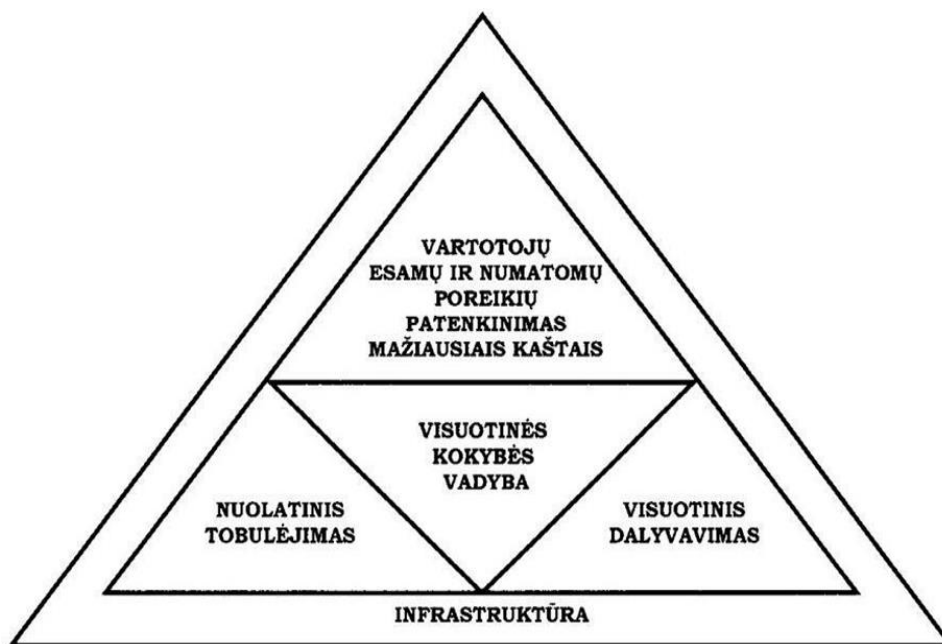 VARTOTOJŲ
ESAMŲ IR NUMATOMŲ
POREIKIŲ
PATENKINIMAS
MAŽIAUSIAIS KAŠTAIS
VISUOTINĖS
KOKYBĖS
VADYBA
NUOLATINIS
TOBULĖJIMAS
VISUOTINIS
DALYVAVIMAS
INFRASTRUKTŪRA